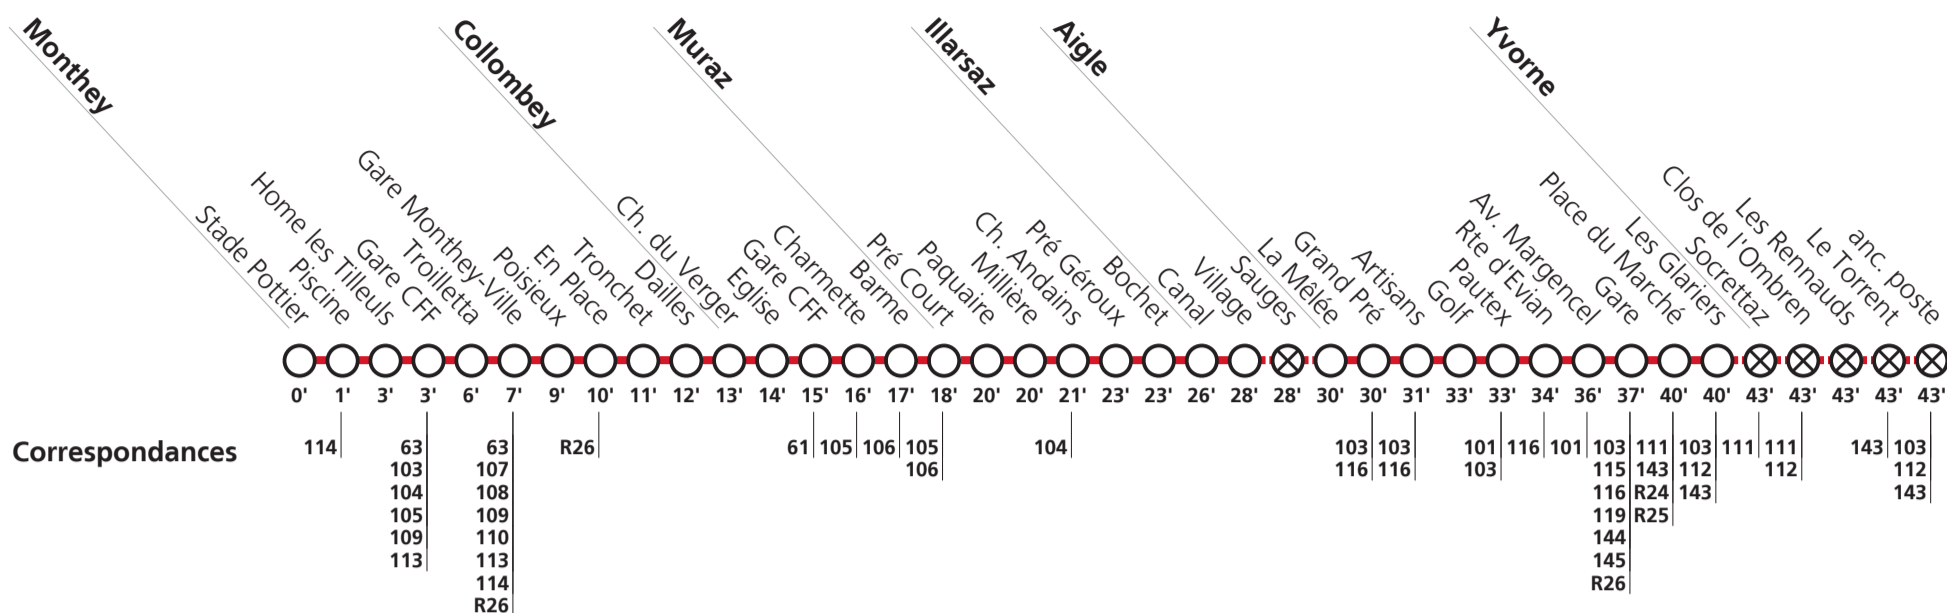 Monthey
Collombey
Muraz
Illarsaz
Aigle
Yvorne
Stade Pottier
Piscine
Home les Tilleuls
Gare CFF
Troilletta
Gare Monthey-Ville
Poisieux
En Place
Tronchet
Dailles
Ch. du Verger
Eglise
Gare CFF
Charmette
Barme
Pré Court
Paquaire
Millière
Ch. Andains
Pré Géroux
Bochet
Canal
Village
Sauges
La Mêlée
Grand Pré
Artisans
Golf
Pautex
Rte d'Evian
Av. Margencel
Gare
Place du Marché
Les Glariers
Socrettaz
Clos de l'Ombren
Les Rennauds
Le Torrent
anc. poste
0' 1' 3' 3' 6' 7' 9' 10' 11' 12' 13' 14' 15' 16' 17' 18' 20' 20' 21' 23' 23' 26' 28' 28' 30' 30' 31' 33' 33' 34' 36' 37' 40' 40' 43' 43' 43' 43' 43'
Correspondances
114 63 63 R26 61 105 106 105 104 103 103 101 116 101 103 111 103 111 111 143 103
103 107 106 116 116 103 115 143 112 112 112
104 108 116 R24 143 143
105 109 119 R25
109 110 144
113 113 145
114 R26
R26